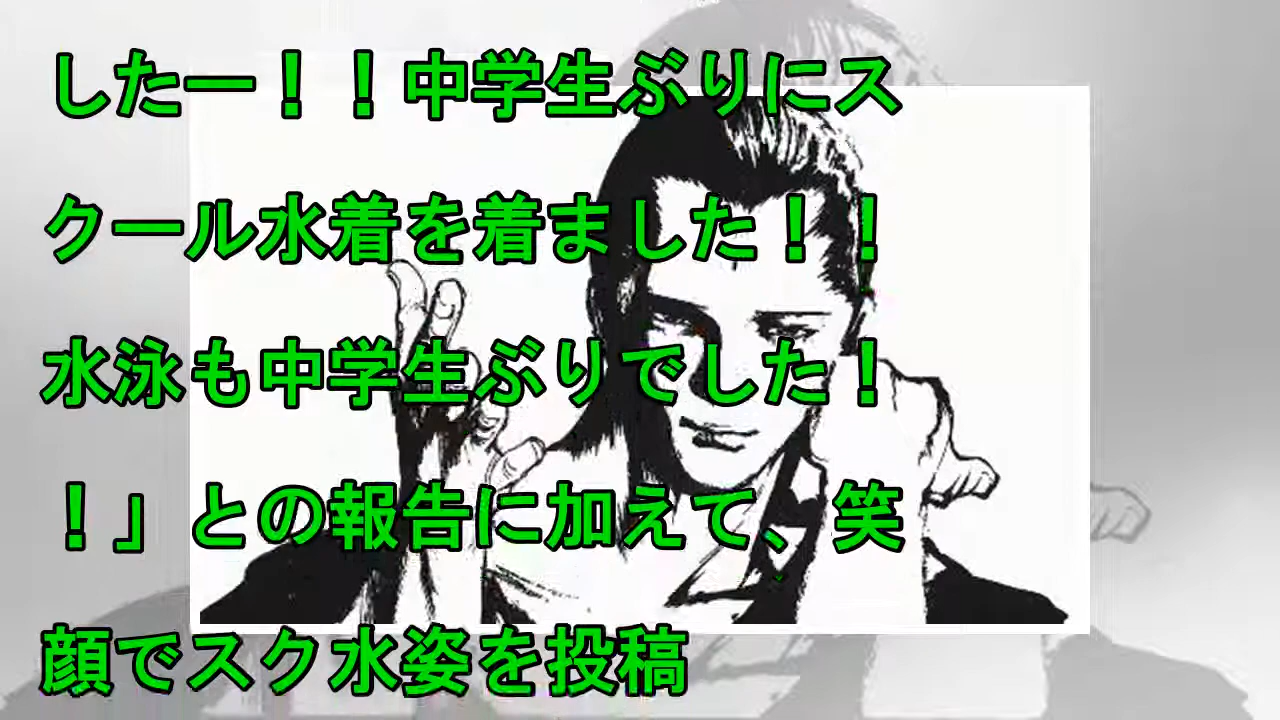 したー！！中学生ぶりにス
クール水着を着ました！！
水泳も中学生ぶりでした！
！」との報告に加えて、笑
顔でスク水姿を投稿